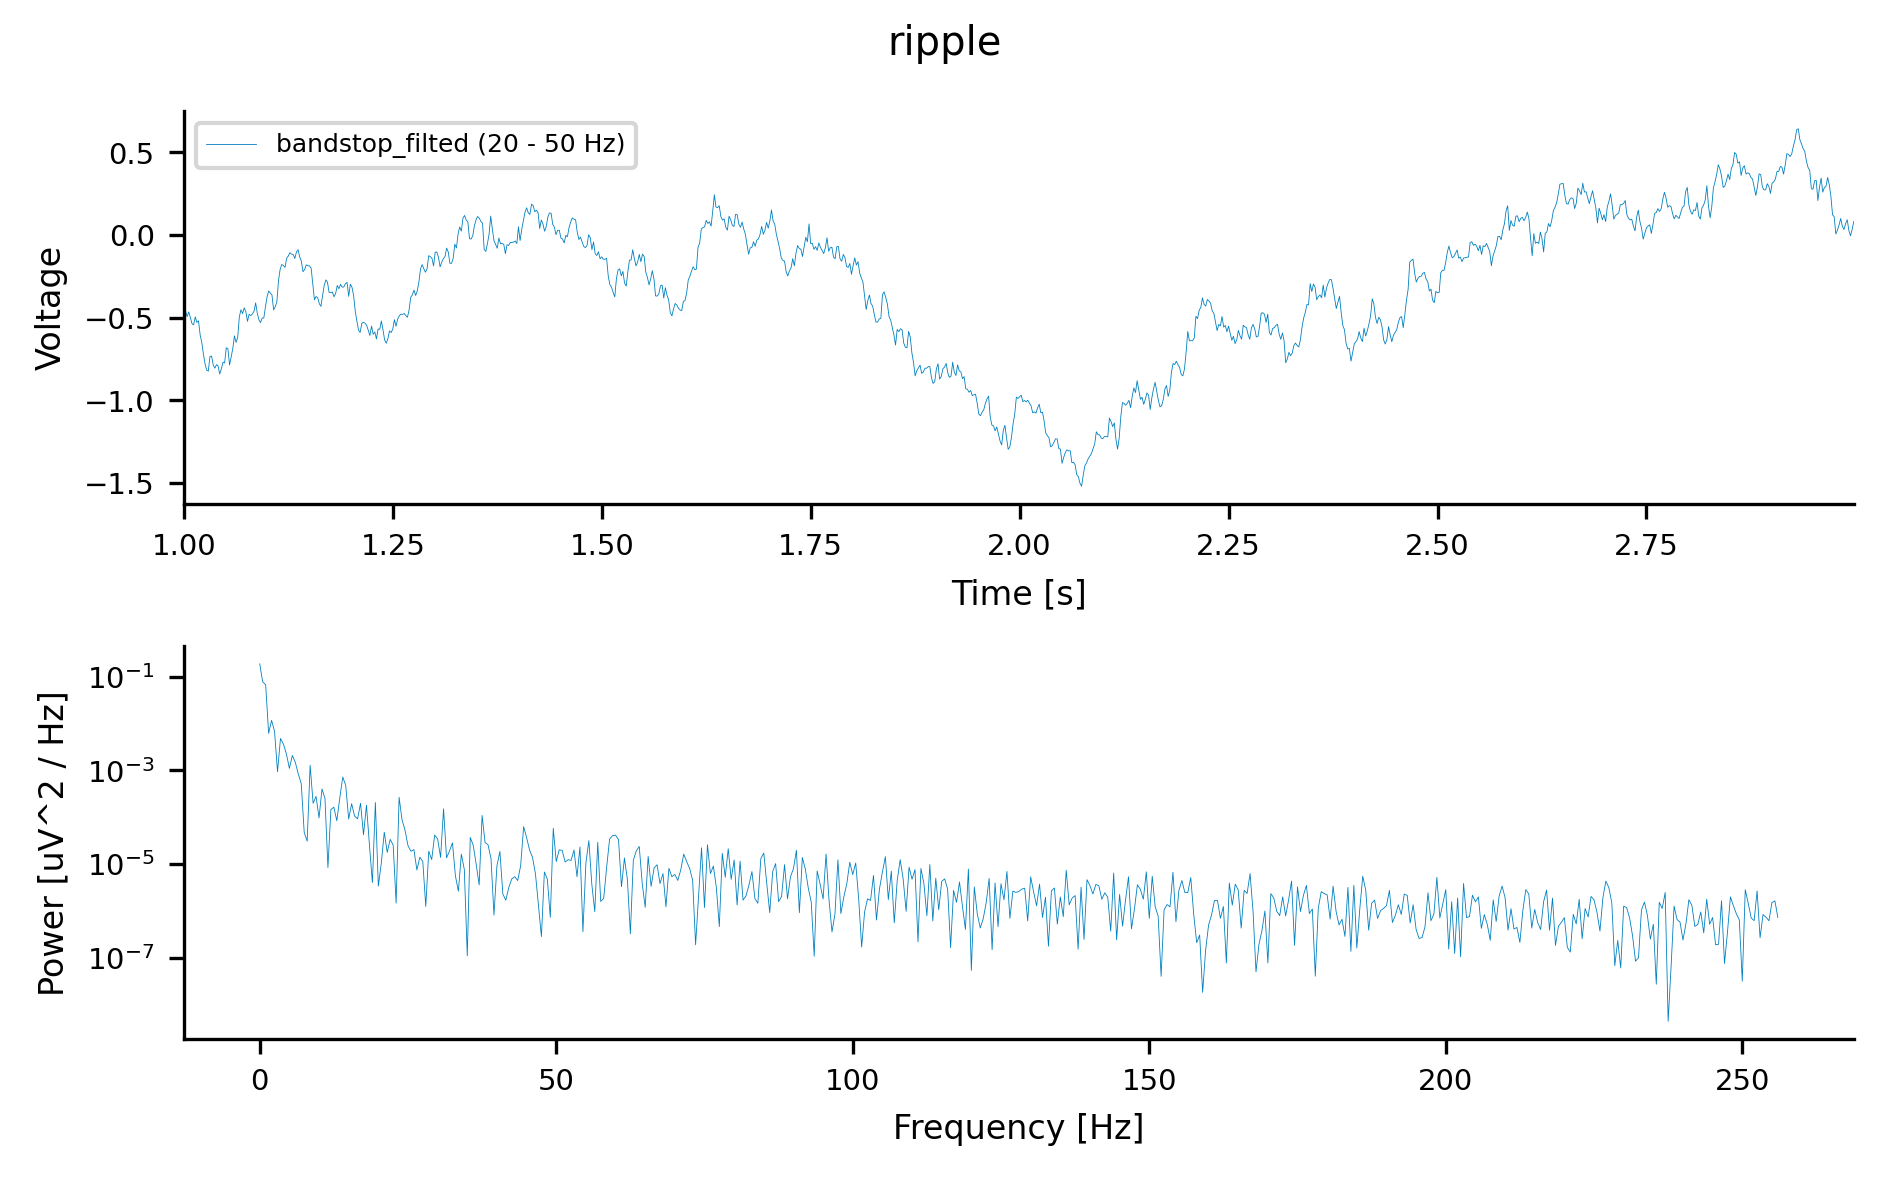 ripple
bandstop_filted (20 - 50 Hz)
Voltage
0.5
0.0
−0.5
−1.0
−1.5
1.00 1.25 1.50 1.75 2.00 2.25 2.50 2.75
Time [s]
Power [uV^2 / Hz]
10⁻¹
10⁻³
10⁻⁵
10⁻⁷
0 50 100 150 200 250
Frequency [Hz]